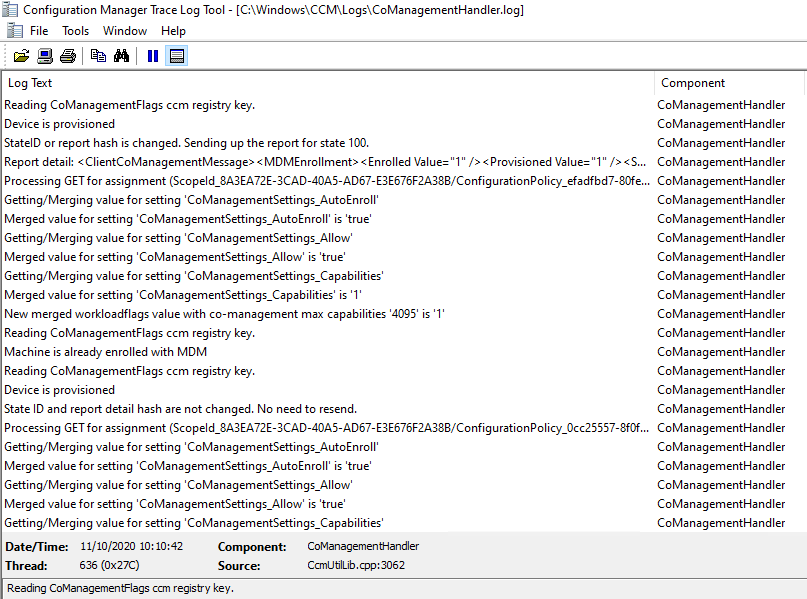 Configuration Manager Trace Log Tool - [C:\Windows\CCM\Logs\CoManagementHandler.log]
File Tools Window Help
Log Text Component
Reading CoManagementFlags ccm registry key. CoManagementHandler
Device is provisioned CoManagementHandler
StateID or report hash is changed. Sending up the report for state 100. CoManagementHandler
Report detail: <ClientCoManagementMessage><MDMEnrollment><Enrolled Value="1" /><Provisioned Value="1" /><S... CoManagementHandler
Processing GET for assignment (ScopeId_8A3EA72E-3CAD-40A5-AD67-E3E676F2A38B/ConfigurationPolicy_efadfbd7-80fe... CoManagementHandler
Getting/Merging value for setting 'CoManagementSettings_AutoEnroll' CoManagementHandler
Merged value for setting 'CoManagementSettings_AutoEnroll' is 'true' CoManagementHandler
Getting/Merging value for setting 'CoManagementSettings_Allow' CoManagementHandler
Merged value for setting 'CoManagementSettings_Allow' is 'true' CoManagementHandler
Getting/Merging value for setting 'CoManagementSettings_Capabilities' CoManagementHandler
Merged value for setting 'CoManagementSettings_Capabilities' is '1' CoManagementHandler
New merged workloadflags value with co-management max capabilities '4095' is '1' CoManagementHandler
Reading CoManagementFlags ccm registry key. CoManagementHandler
Machine is already enrolled with MDM CoManagementHandler
Reading CoManagementFlags ccm registry key. CoManagementHandler
Device is provisioned CoManagementHandler
State ID and report detail hash are not changed. No need to resend. CoManagementHandler
Processing GET for assignment (ScopeId_8A3EA72E-3CAD-40A5-AD67-E3E676F2A38B/ConfigurationPolicy_0cc25557-8f0f... CoManagementHandler
Getting/Merging value for setting 'CoManagementSettings_AutoEnroll' CoManagementHandler
Merged value for setting 'CoManagementSettings_AutoEnroll' is 'true' CoManagementHandler
Getting/Merging value for setting 'CoManagementSettings_Allow' CoManagementHandler
Merged value for setting 'CoManagementSettings_Allow' is 'true' CoManagementHandler
Getting/Merging value for setting 'CoManagementSettings_Capabilities' CoManagementHandler
Date/Time: 11/10/2020 10:10:42 Component: CoManagementHandler
Thread: 636 (0x27C) Source: CcmUtilLib.cpp:3062
Reading CoManagementFlags ccm registry key.